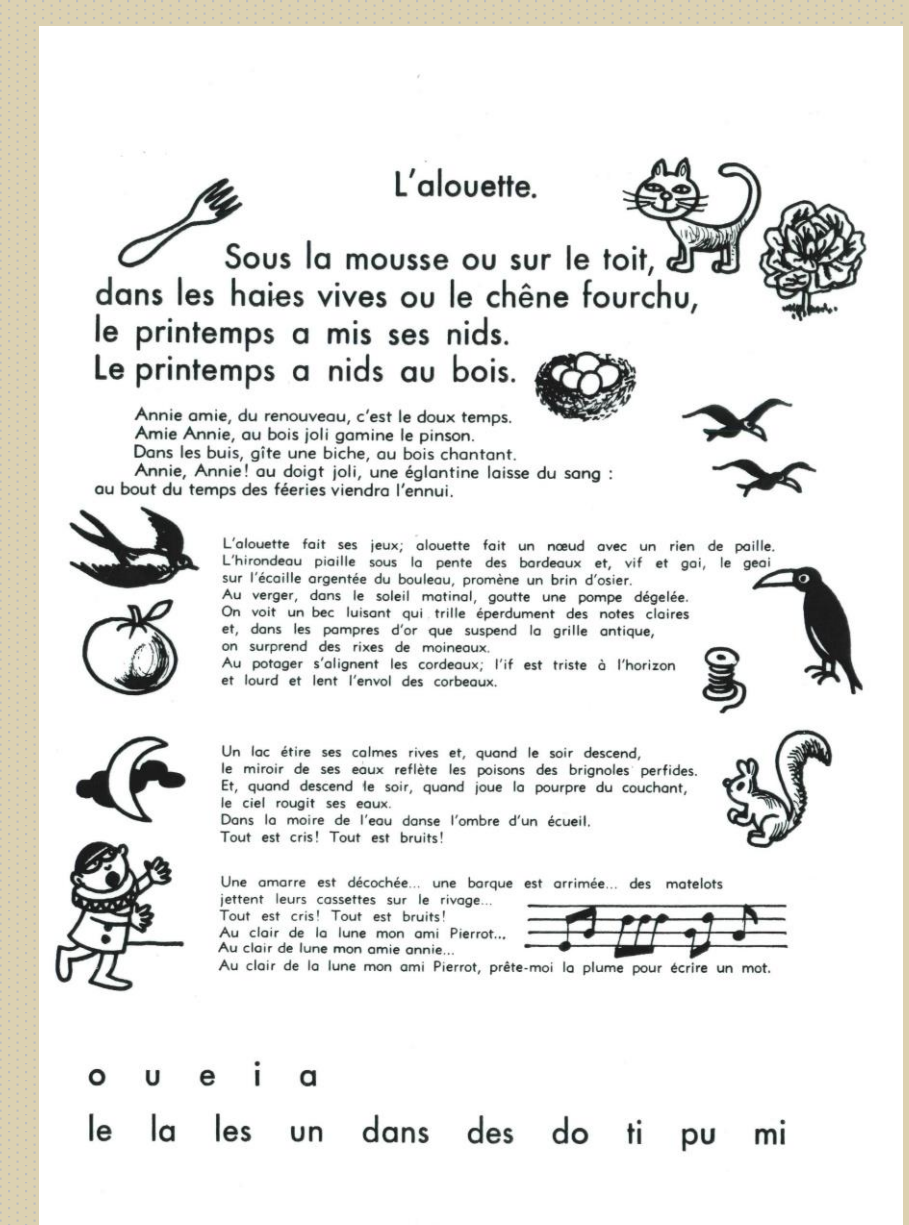 L'alouette.
Sous la mousse ou sur le toit,
dans les haies vives ou le chêne fourchu,
le printemps a mis ses nids.
Le printemps a nids au bois.
Annie amie, du renouveau, c'est le doux temps.
Amie Annie, au bois joli gamine le pinson.
Dans les buis, gîte une biche, au bois chantant.
Annie, Annie! au doigt joli, une églantine laisse du sang :
au bout du temps des féeries viendra l'ennui.
L'alouette fait ses jeux; alouette fait un nœud avec un rien de paille.
L'hirondeau piaille sous la pente des bardeaux et, vif et gai, le geai
sur l'écaille argentée du bouleau, promène un brin d'osier.
Au verger, dans le soleil matinal, goutte une pompe dégelée.
On voit un bec luisant qui trille éperdument des notes claires
et, dans les pampres d'or que suspend la grille antique,
on surprend des rixes de moineaux.
Au potager s'alignent les cordeaux; l'if est triste à l'horizon
et lourd et lent l'envol des corbeaux.
Un lac étire ses calmes rives et, quand le soir descend,
le miroir de ses eaux reflète les poisons des brignoles perfides.
Et, quand descend le soir, quand joue la pourpre du couchant,
le ciel rougit ses eaux.
Dans la moire de l'eau danse l'ombre d'un écueil.
Tout est cris! Tout est bruits!
Une amarre est décochée... une barque est arrimée... des matelots
jettent leurs cassettes sur le rivage...
Tout est cris! Tout est bruits!
Au clair de la lune mon ami Pierrot...
Au clair de lune mon amie annie...
Au clair de la lune mon ami Pierrot, prête-moi la plume pour écrire un mot.
o u e i a
le la les un dans des do ti pu mi